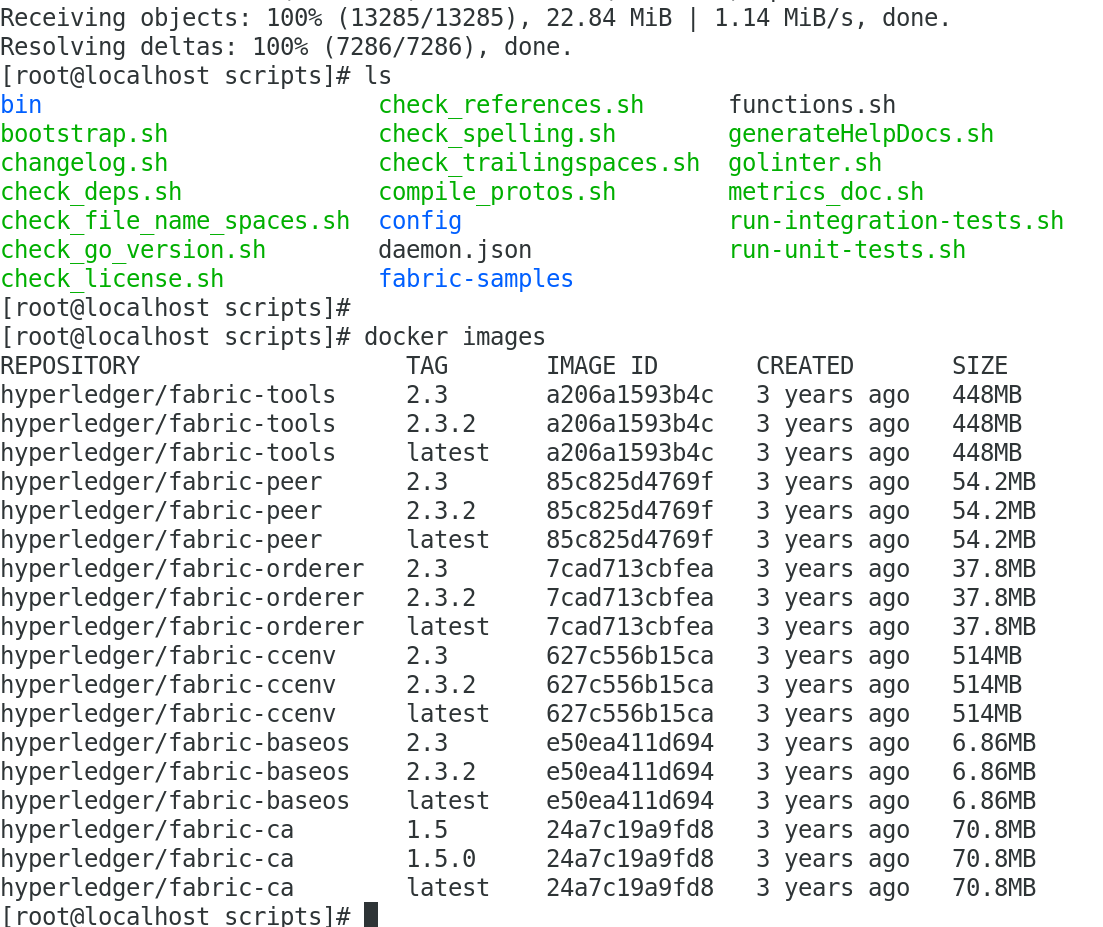 Receiving objects: 100% (13285/13285), 22.84 MiB | 1.14 MiB/s, done.
Resolving deltas: 100% (7286/7286), done.
[root@localhost scripts]# ls
bin check_references.sh functions.sh
bootstrap.sh check_spelling.sh generateHelpDocs.sh
changelog.sh check_trailingspaces.sh golinter.sh
check_deps.sh compile_protos.sh metrics_doc.sh
check_file_name_spaces.sh config run-integration-tests.sh
check_go_version.sh daemon.json run-unit-tests.sh
check_license.sh fabric-samples
[root@localhost scripts]#
[root@localhost scripts]# docker images
REPOSITORY TAG IMAGE ID CREATED SIZE
hyperledger/fabric-tools 2.3 a206a1593b4c 3 years ago 448MB
hyperledger/fabric-tools 2.3.2 a206a1593b4c 3 years ago 448MB
hyperledger/fabric-tools latest a206a1593b4c 3 years ago 448MB
hyperledger/fabric-peer 2.3 85c825d4769f 3 years ago 54.2MB
hyperledger/fabric-peer 2.3.2 85c825d4769f 3 years ago 54.2MB
hyperledger/fabric-peer latest 85c825d4769f 3 years ago 54.2MB
hyperledger/fabric-orderer 2.3 7cad713cbfea 3 years ago 37.8MB
hyperledger/fabric-orderer 2.3.2 7cad713cbfea 3 years ago 37.8MB
hyperledger/fabric-orderer latest 7cad713cbfea 3 years ago 37.8MB
hyperledger/fabric-ccenv 2.3 627c556b15ca 3 years ago 514MB
hyperledger/fabric-ccenv 2.3.2 627c556b15ca 3 years ago 514MB
hyperledger/fabric-ccenv latest 627c556b15ca 3 years ago 514MB
hyperledger/fabric-baseos 2.3 e50ea411d694 3 years ago 6.86MB
hyperledger/fabric-baseos 2.3.2 e50ea411d694 3 years ago 6.86MB
hyperledger/fabric-baseos latest e50ea411d694 3 years ago 6.86MB
hyperledger/fabric-ca 1.5 24a7c19a9fd8 3 years ago 70.8MB
hyperledger/fabric-ca 1.5.0 24a7c19a9fd8 3 years ago 70.8MB
hyperledger/fabric-ca latest 24a7c19a9fd8 3 years ago 70.8MB
[root@localhost scripts]#